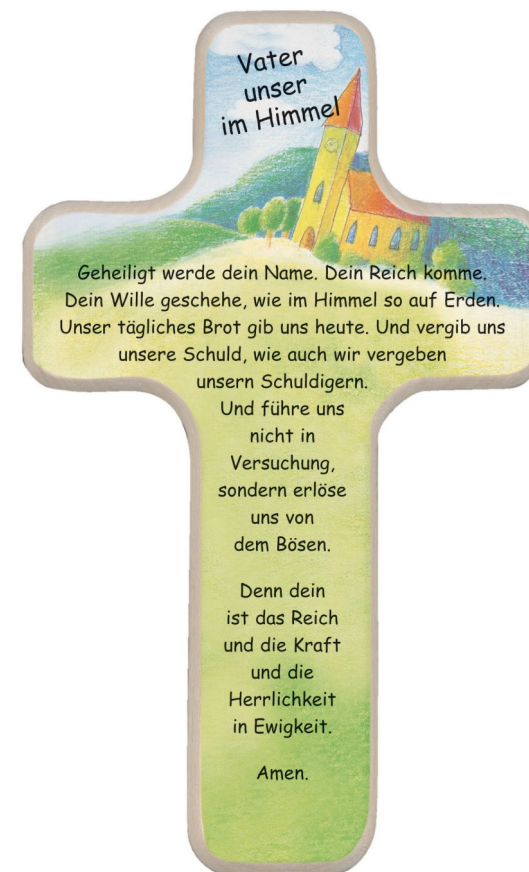 Vater
unser
im Himmel
Geheiligt werde dein Name. Dein Reich komme.
Dein Wille geschehe, wie im Himmel so auf Erden.
Unser tägliches Brot gib uns heute. Und vergib uns
unsere Schuld, wie auch wir vergeben
unsern Schuldigern.
Und führe uns
nicht in
Versuchung,
sondern erlöse
uns von
dem Bösen.
Denn dein
ist das Reich
und die Kraft
und die
Herrlichkeit
in Ewigkeit.
Amen.